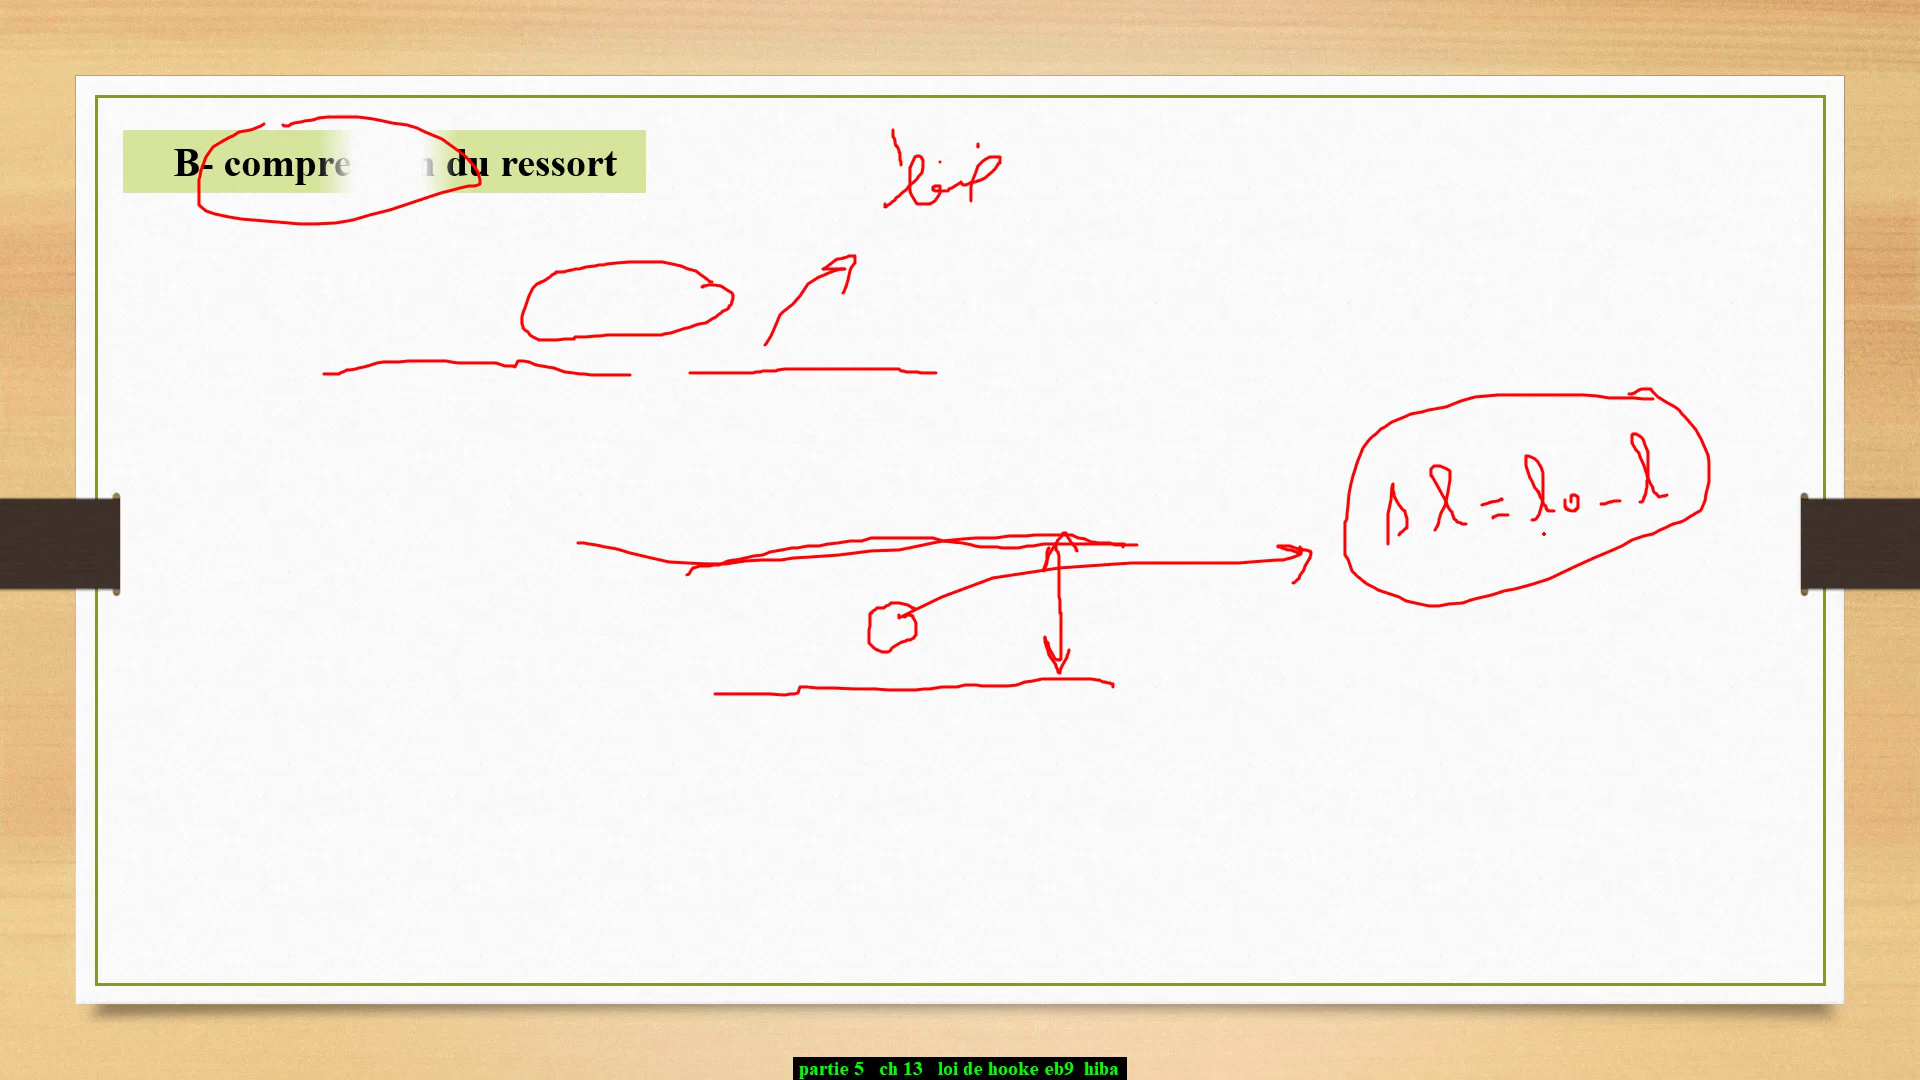 B- compre n du ressort
Δl = l₀ - l
partie 5 ch 13 loi de hooke eb9 hiba